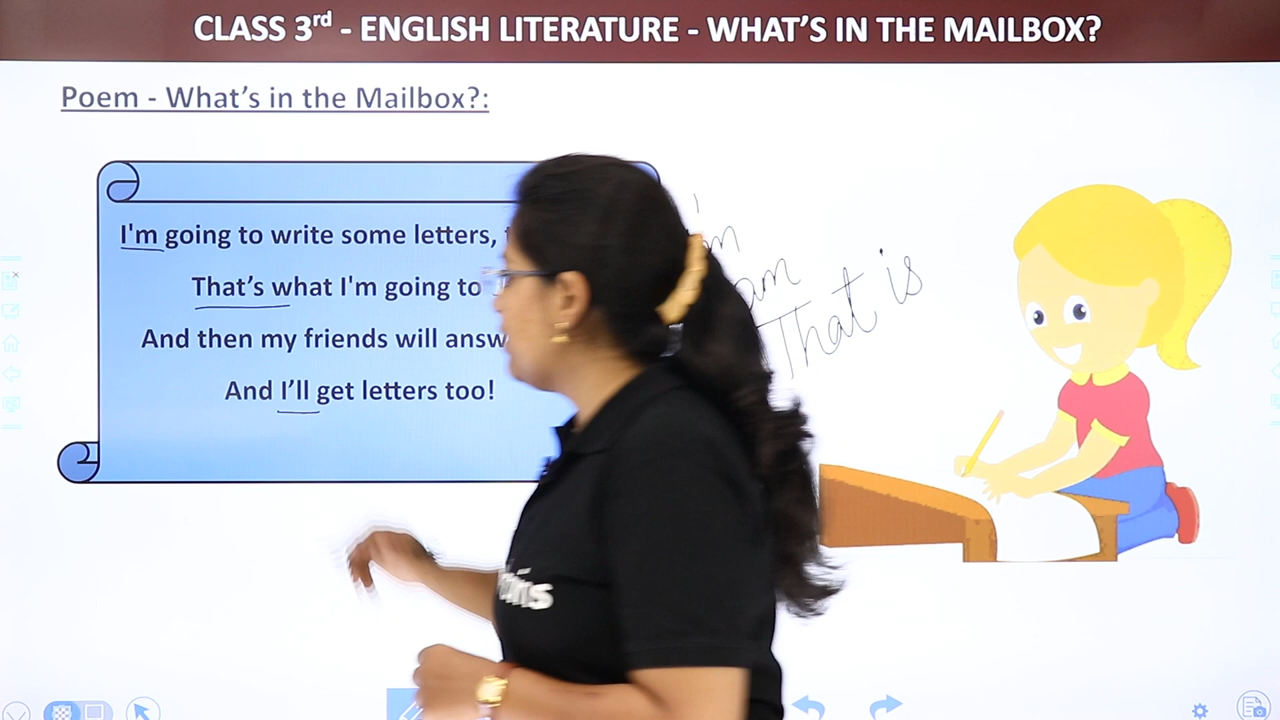 CLASS 3rd - ENGLISH LITERATURE - WHAT'S IN THE MAILBOX?
Poem - What's in the Mailbox?:
I'm going to write some letters,
That's what I'm going to
And then my friends will
And I'll get letters too!
am
That is